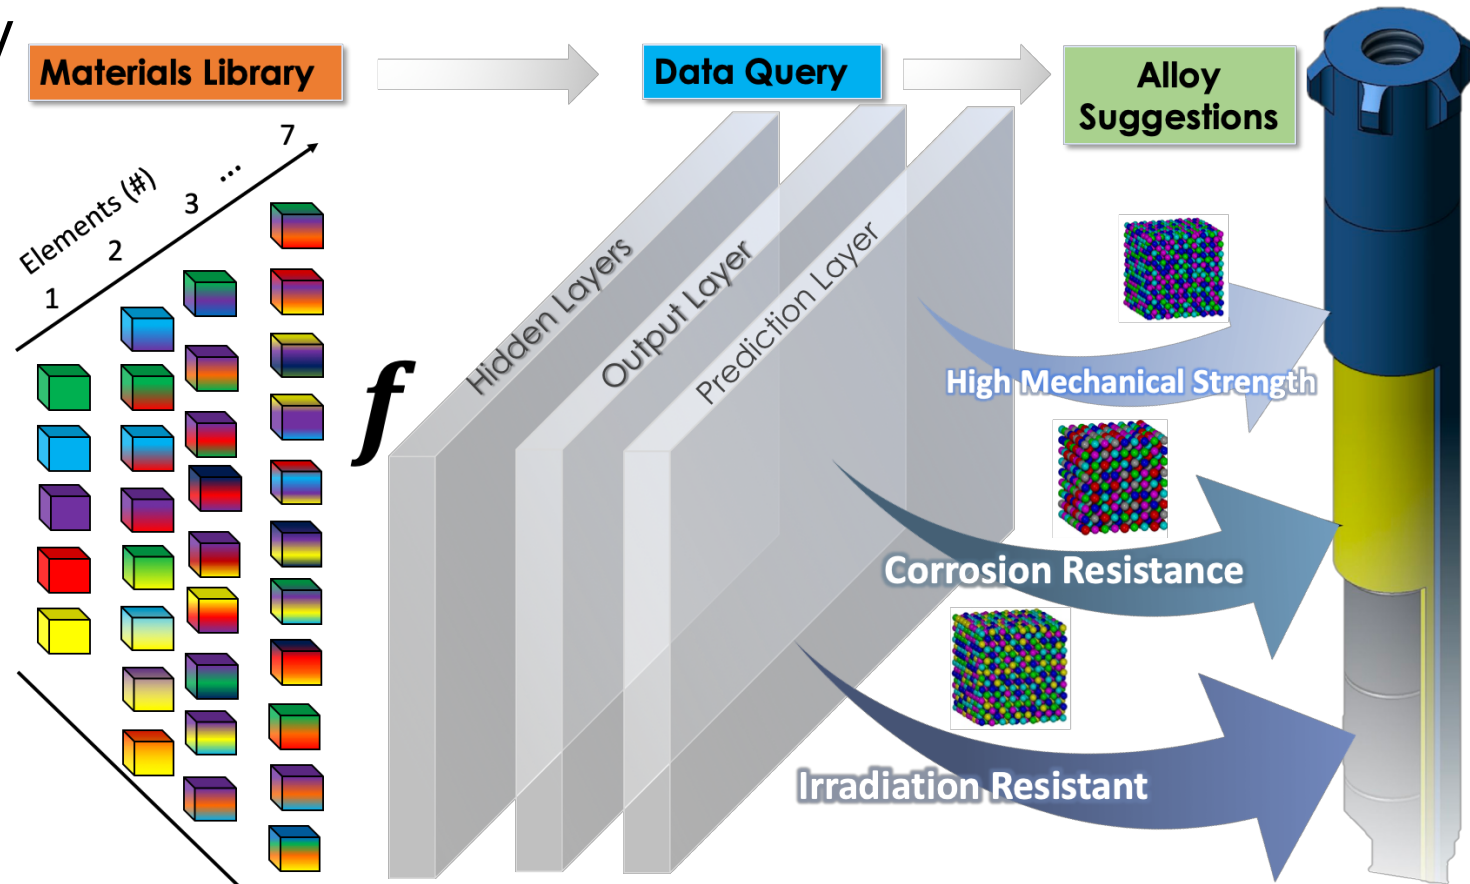 y
Materials Library
Data Query
Alloy
Suggestions
Elements (#)
1
2
3
...
7
f
Hidden Layers
Output Layer
Prediction Layer
High Mechanical Strength
Corrosion Resistance
Irradiation Resistant